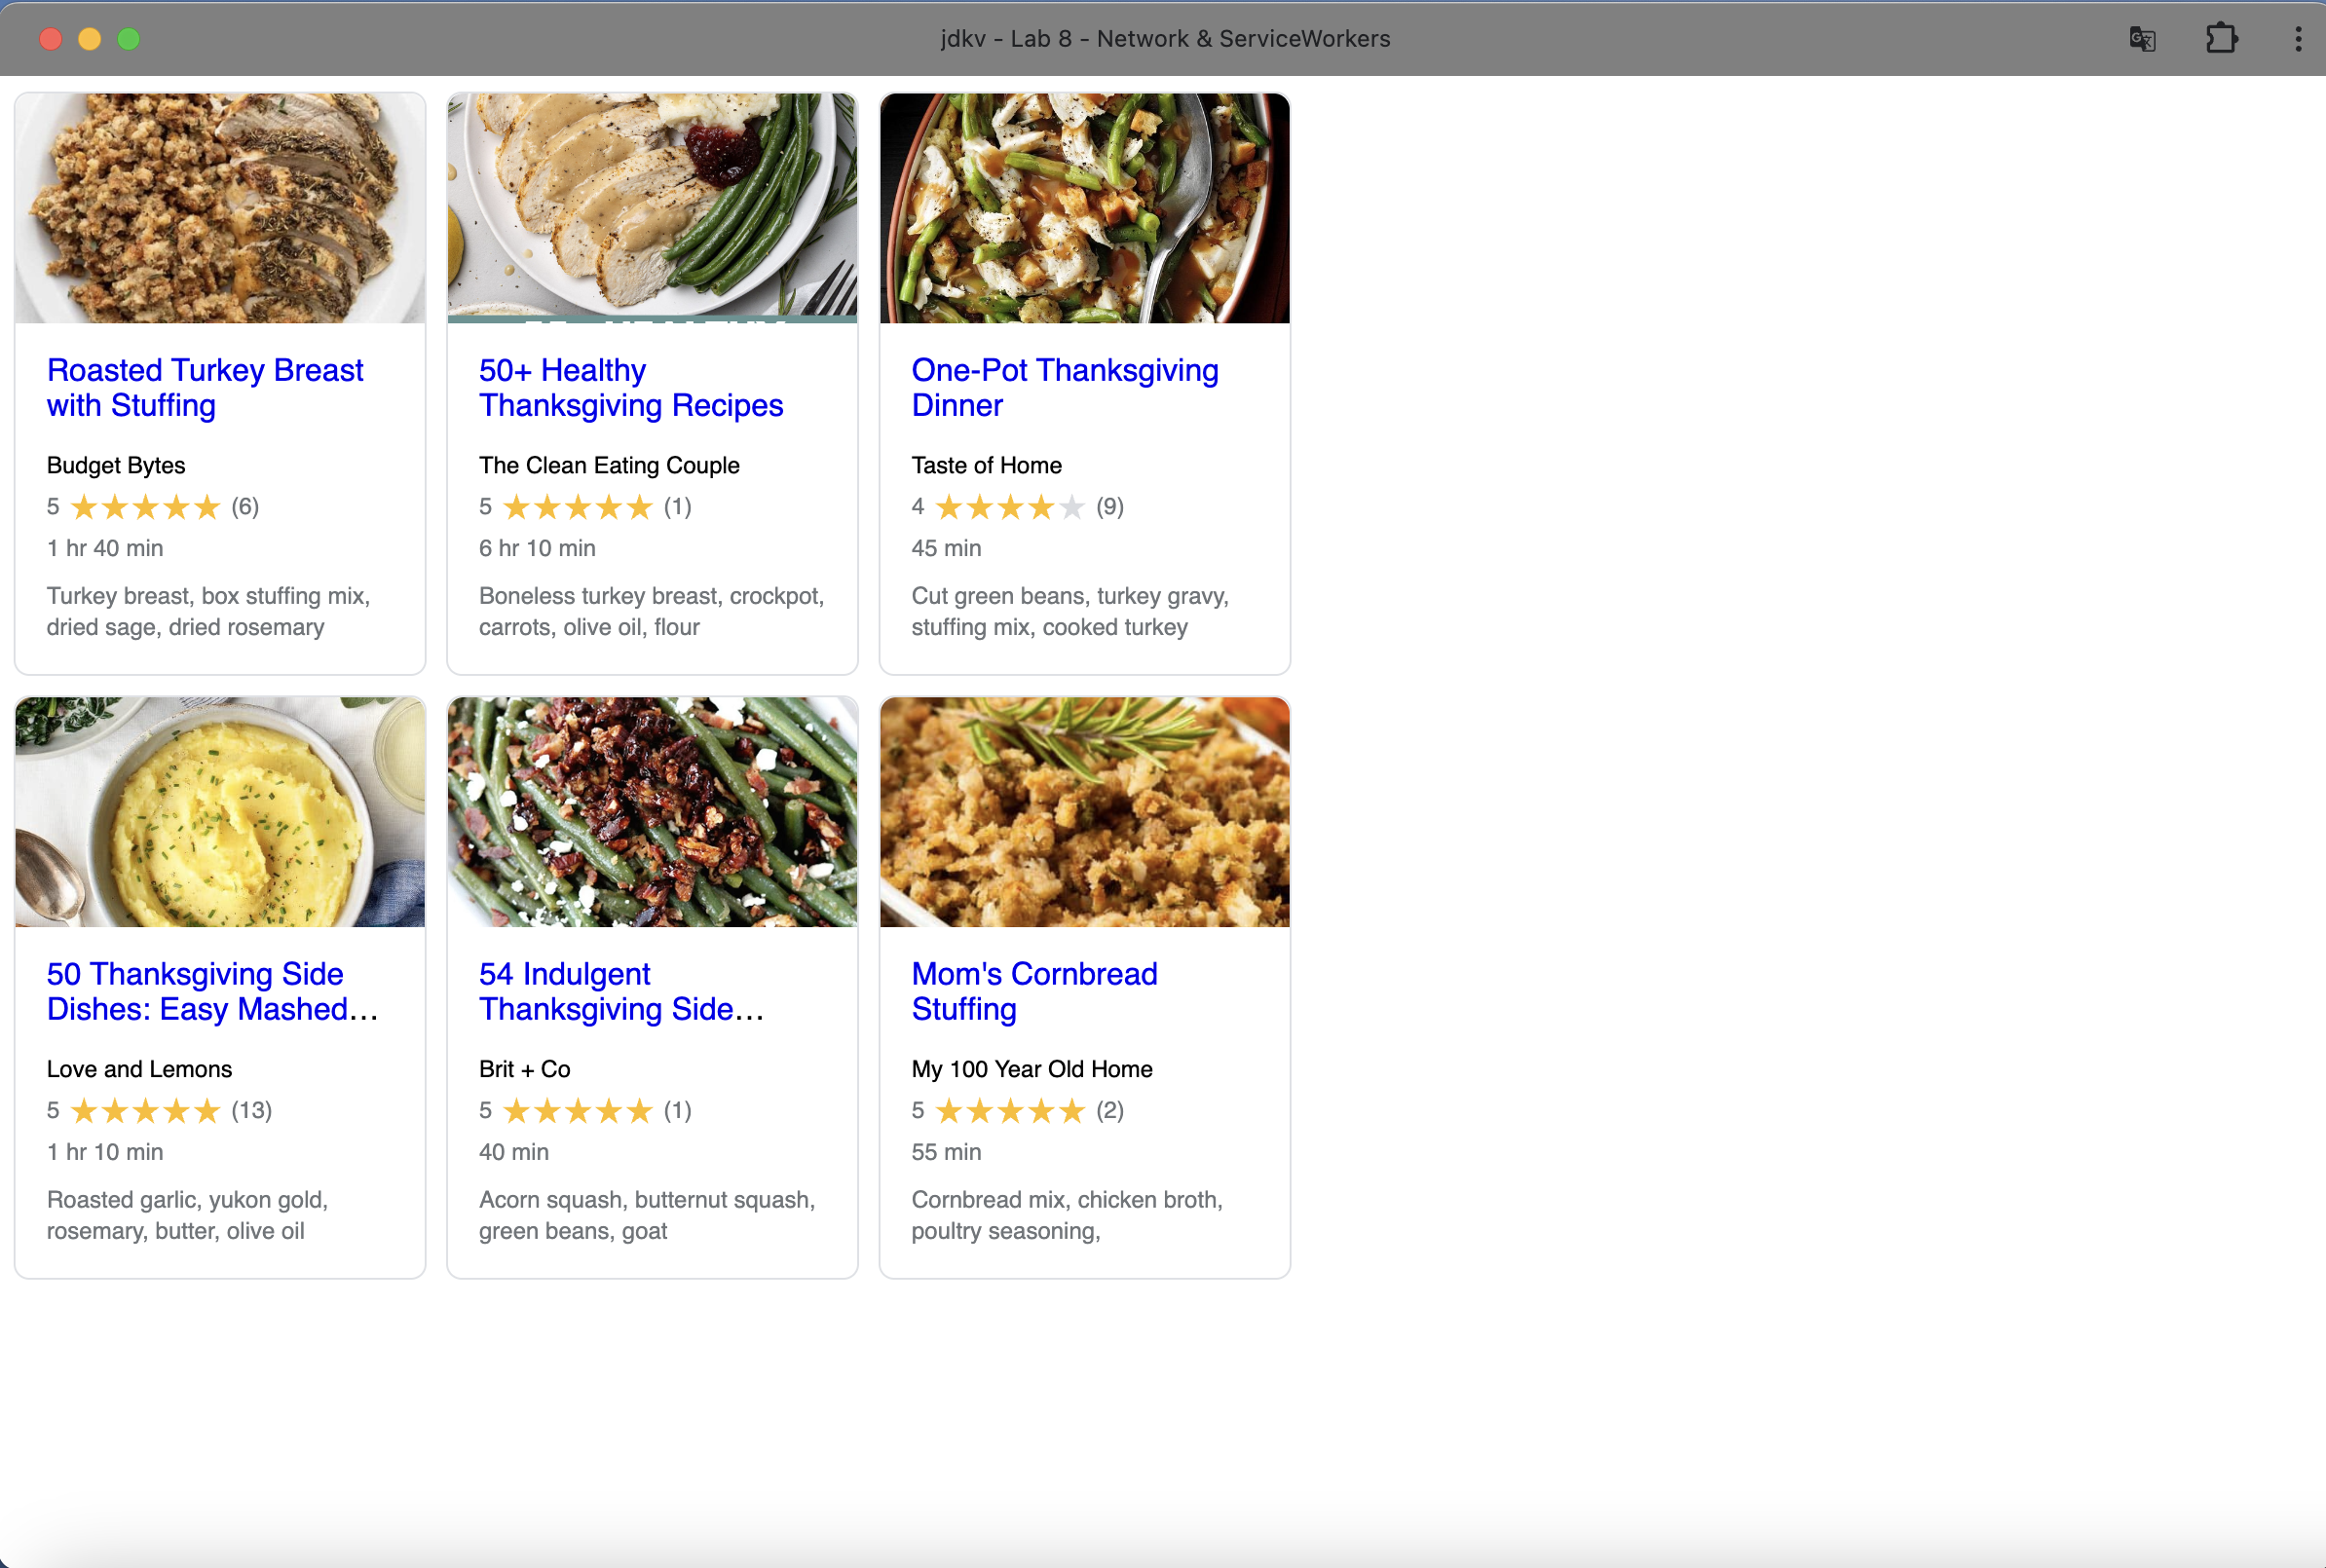 jdkv - Lab 8 - Network & ServiceWorkers
Roasted Turkey Breast
with Stuffing
Budget Bytes
5 ★★★★★ (6)
1 hr 40 min
Turkey breast, box stuffing mix,
dried sage, dried rosemary
50+ Healthy
Thanksgiving Recipes
The Clean Eating Couple
5 ★★★★★ (1)
6 hr 10 min
Boneless turkey breast, crockpot,
carrots, olive oil, flour
One-Pot Thanksgiving
Dinner
Taste of Home
4 ★★★★★ (9)
45 min
Cut green beans, turkey gravy,
stuffing mix, cooked turkey
50 Thanksgiving Side
Dishes: Easy Mashed...
Love and Lemons
5 ★★★★★ (13)
1 hr 10 min
Roasted garlic, yukon gold,
rosemary, butter, olive oil
54 Indulgent
Thanksgiving Side...
Brit + Co
5 ★★★★★ (1)
40 min
Acorn squash, butternut squash,
green beans, goat
Mom's Cornbread
Stuffing
My 100 Year Old Home
5 ★★★★★ (2)
55 min
Cornbread mix, chicken broth,
poultry seasoning,